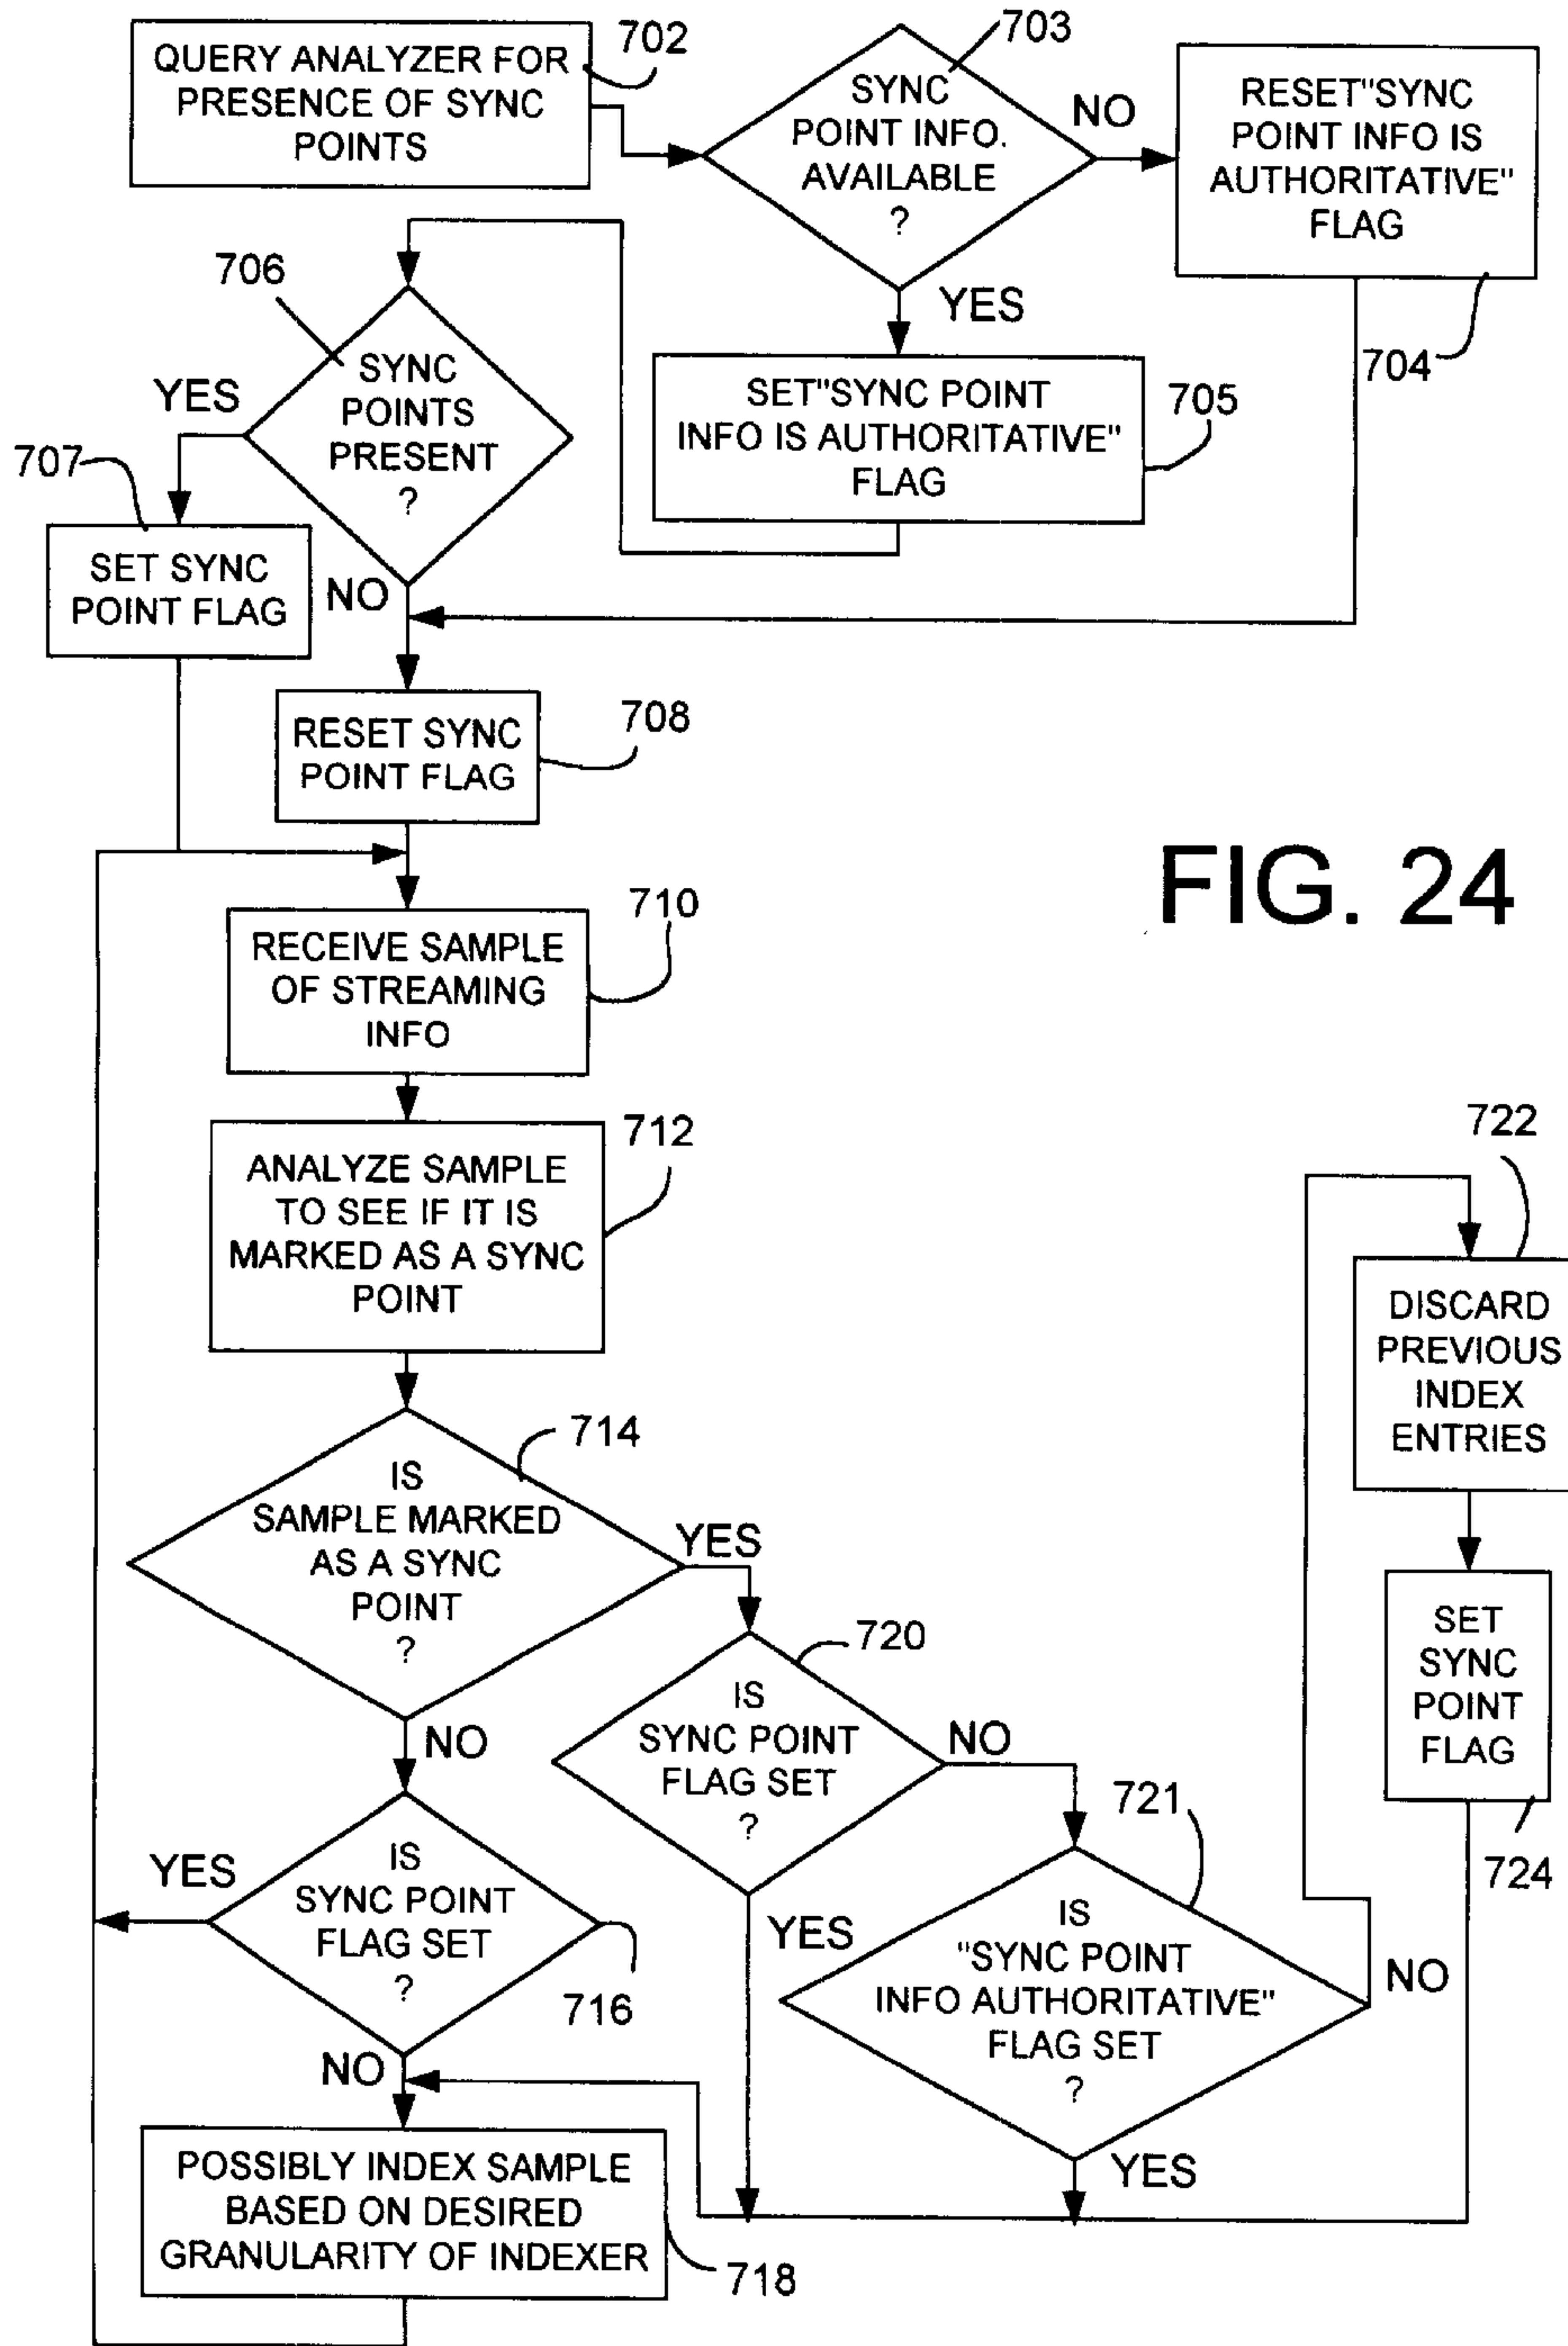 QUERY ANALYZER FOR
PRESENCE OF SYNC
POINTS
702
703
SYNC
POINT INFO.
AVAILABLE
?
NO
RESET"SYNC
POINT INFO IS
AUTHORITATIVE"
FLAG
704
YES
SET"SYNC POINT
INFO IS AUTHORITATIVE"
FLAG
705
706
SYNC
POINTS
PRESENT
?
YES
707
SET SYNC
POINT FLAG
NO
RESET SYNC
POINT FLAG
708
FIG. 24
RECEIVE SAMPLE
OF STREAMING
INFO
710
ANALYZE SAMPLE
TO SEE IF IT IS
MARKED AS A SYNC
POINT
712
IS
SAMPLE MARKED
AS A SYNC
POINT
?
714
YES
NO
IS
SYNC POINT
FLAG SET
?
716
YES
NO
POSSIBLY INDEX SAMPLE
BASED ON DESIRED
GRANULARITY OF INDEXER
718
IS
SYNC POINT
FLAG SET
?
720
NO
YES
721
IS
"SYNC POINT
INFO AUTHORITATIVE"
FLAG SET
?
NO
YES
722
DISCARD
PREVIOUS
INDEX
ENTRIES
SET
SYNC
POINT
FLAG
724